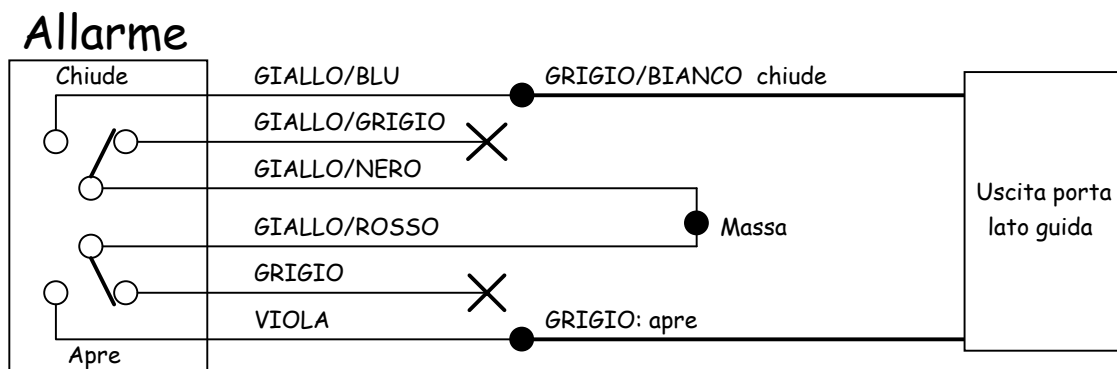 Allarme
Chiude
GIALLO/BLU
GRIGIO/BIANCO chiude
GIALLO/GRIGIO
GIALLO/NERO
Uscita porta
lato guida
GIALLO/ROSSO
Massa
GRIGIO
VIOLA
GRIGIO: apre
Apre